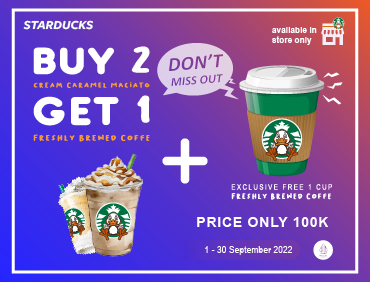 STARDUCKS
available in
store only
BUY 2
CREAM CARAMEL MACIATO
GET 1
FRESHLY BREWED COFFE
DON'T
MISS OUT
EXCLUSIVE FREE 1 CUP
FRESHLY BREWED COFFE
PRICE ONLY 100K
1 - 30 September 2022